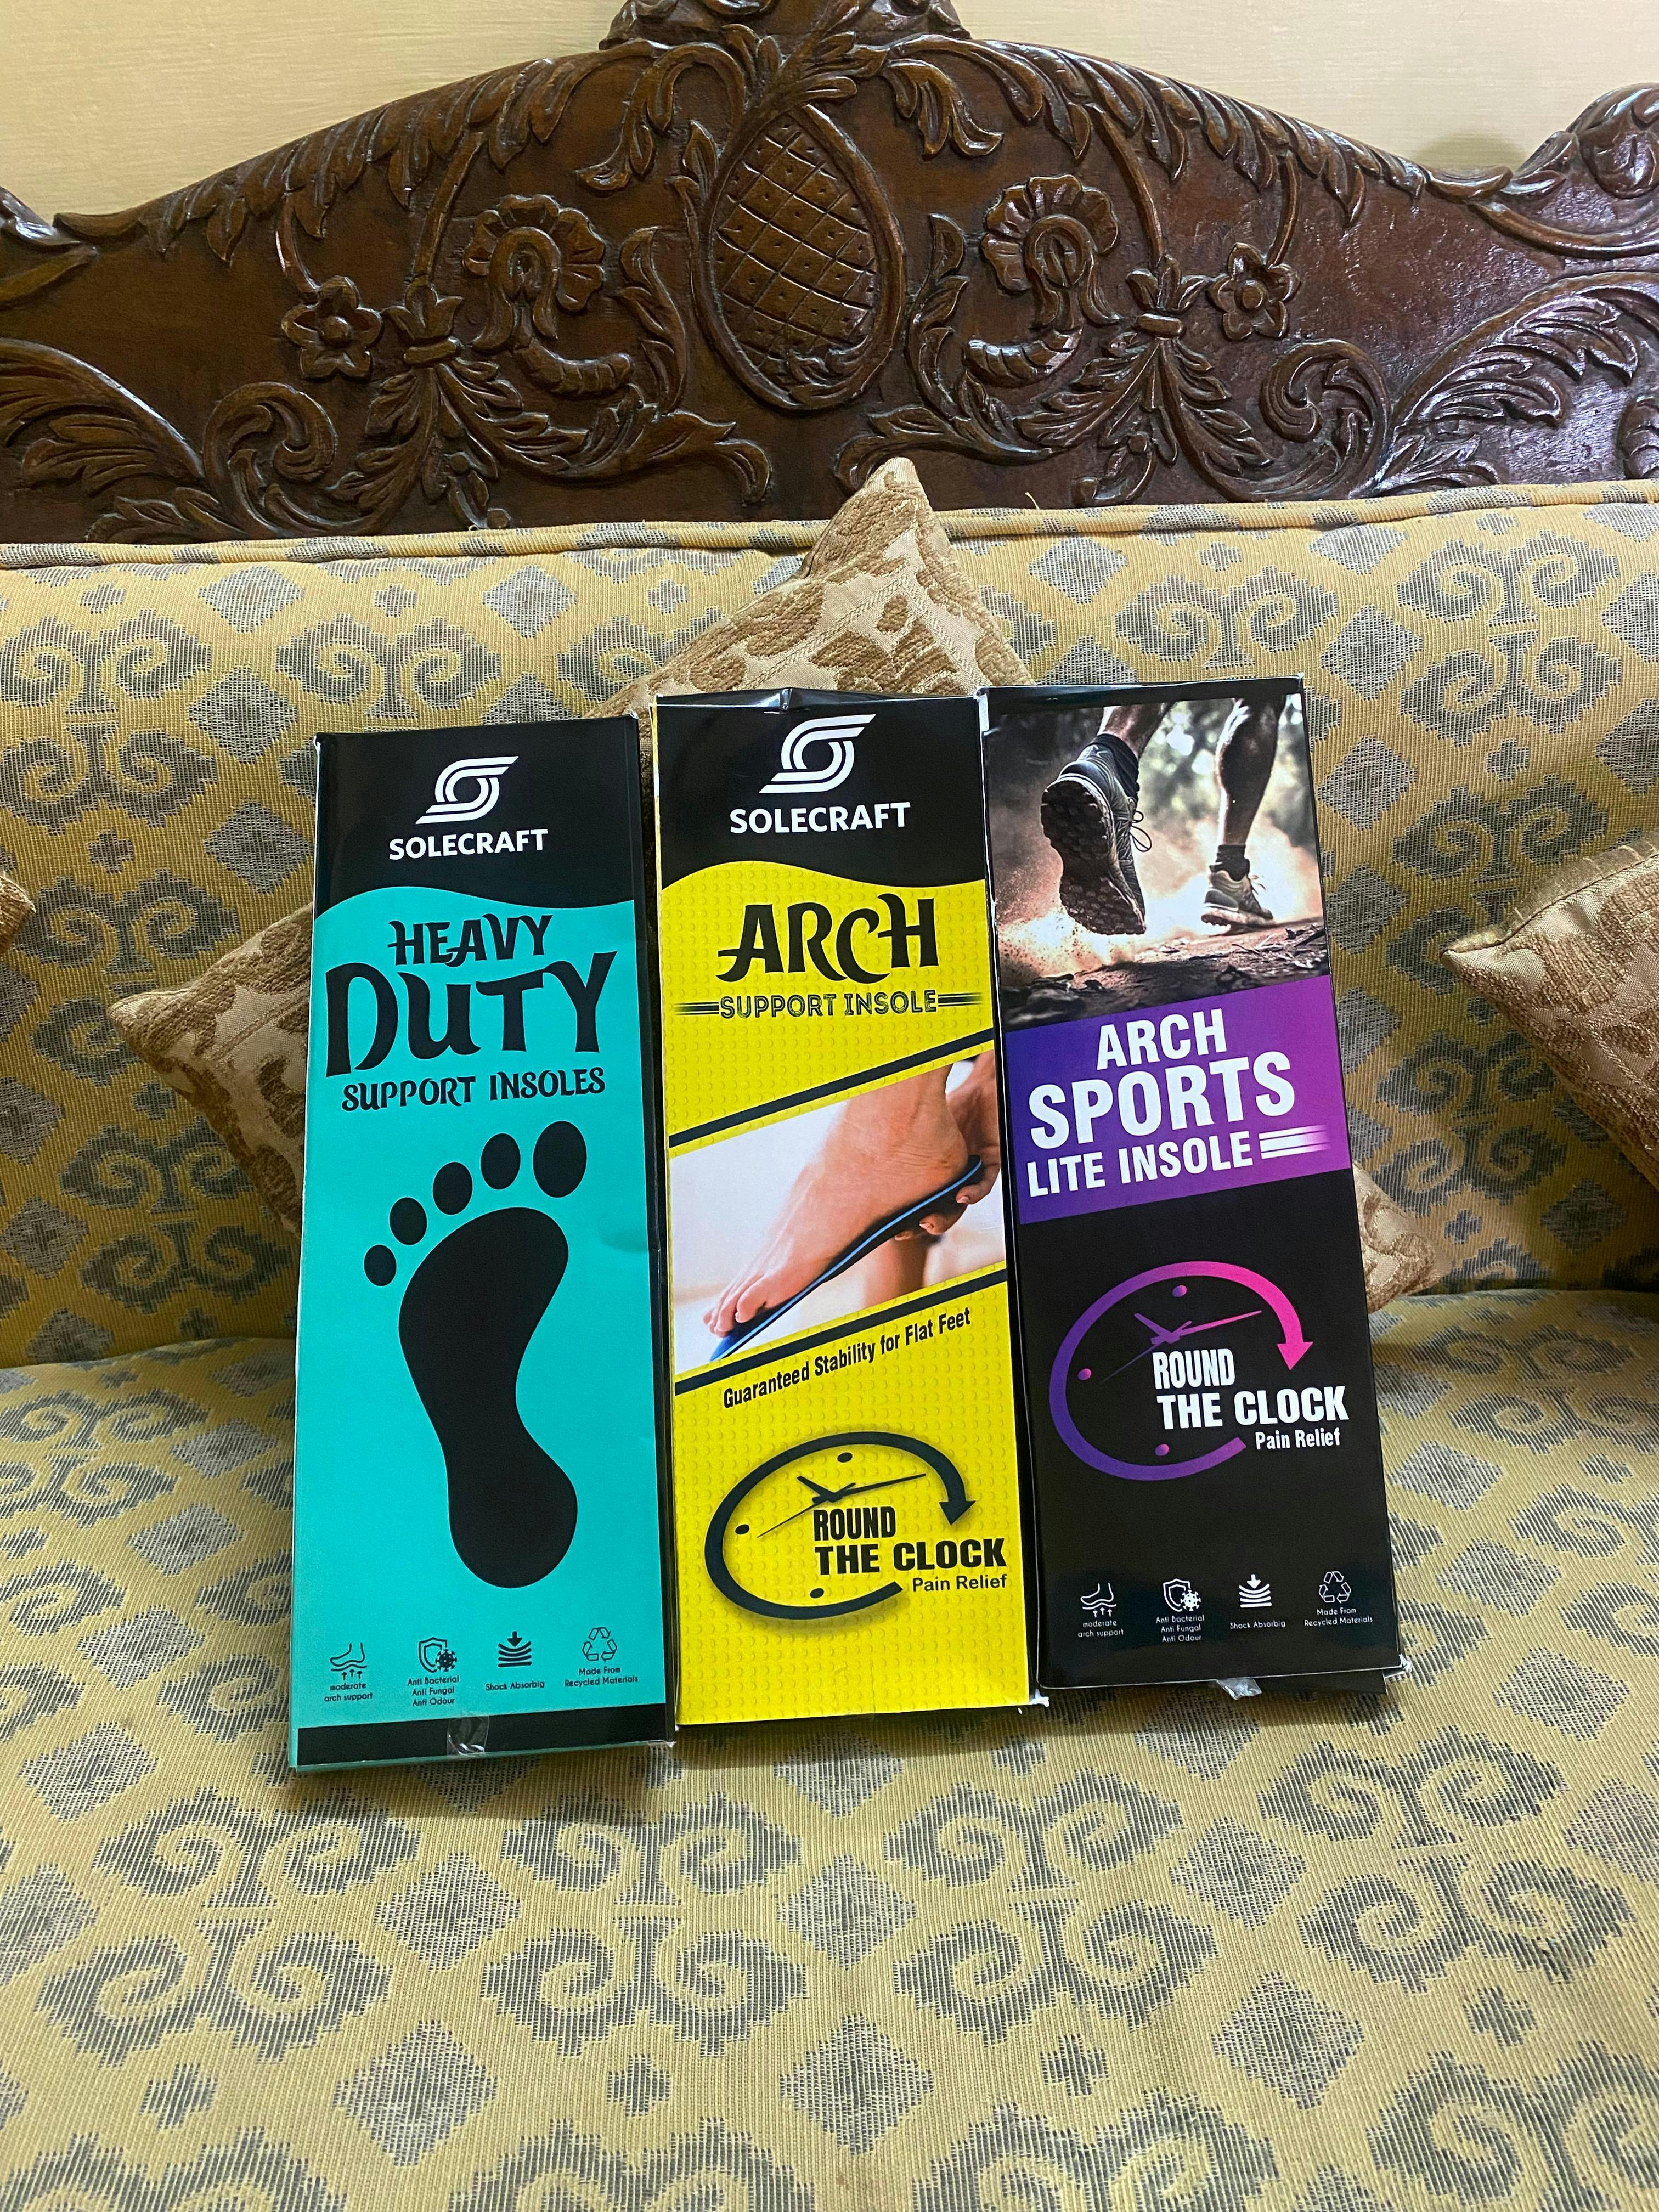 SOLECRAFT
HEAVY
DUTY
SUPPORT INSOLES
moderate
arch support
Anti Bacterial
Anti Fungal
Anti Odour
Shock Absorbig
Made From
Recycled Materials
SOLECRAFT
ARCH
SUPPORT INSOLE
Guaranteed Stability for Flat Feet
ROUND
THE CLOCK
Pain Relief
ARCH
SPORTS
LITE INSOLE
ROUND
THE CLOCK
Pain Relief
moderate
arch support
Anti Bacterial
Anti Fungal
Anti Odour
Shock Absorbig
Made From
Recycled Materials